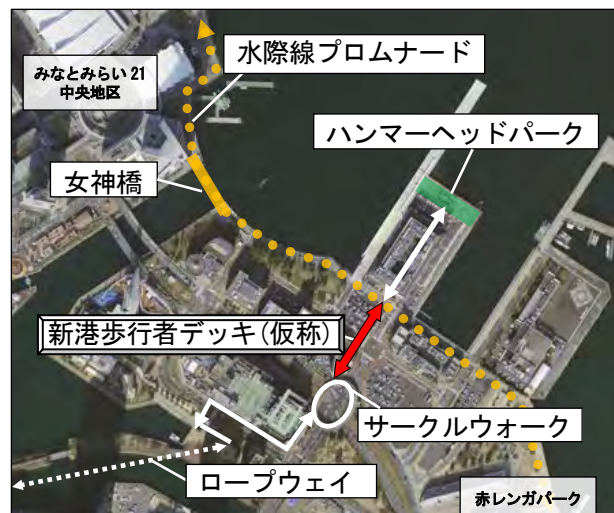 水際線プロムナード
みなとみらい21
中央地区
ハンマーヘッドパーク
女神橋
新港歩行者デッキ(仮称)
サークルウォーク
ロープウェイ
赤レンガパーク